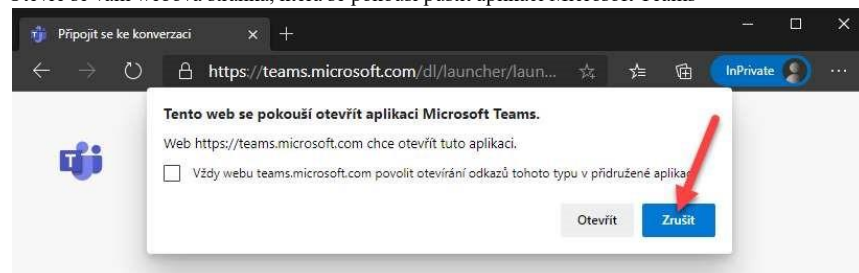 Připojit se ke konverzaci
https://teams.microsoft.com/dl/launcher/laun...
InPrivate
Tento web se pokouší otevřít aplikaci Microsoft Teams.
Web https://teams.microsoft.com chce otevřít tuto aplikaci.
Vždy webu teams.microsoft.com povolit otevírání odkazů tohoto typu v přidružené
Otevřít
Zrušit